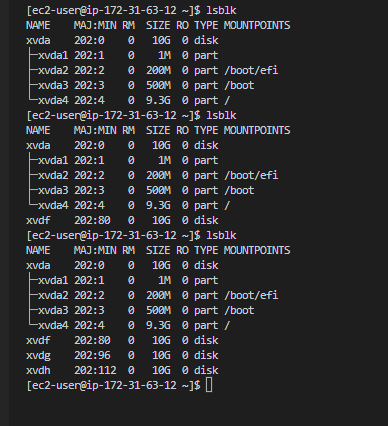 [ec2-user@ip-172-31-63-12 ~]$ lsblk
NAME    MAJ:MIN RM  SIZE RO TYPE MOUNTPOINTS
xvda    202:0    0   10G  0 disk
├─xvda1 202:1    0    1M  0 part
├─xvda2 202:2    0  200M  0 part /boot/efi
├─xvda3 202:3    0  500M  0 part /boot
└─xvda4 202:4    0  9.3G  0 part /
[ec2-user@ip-172-31-63-12 ~]$ lsblk
NAME    MAJ:MIN RM  SIZE RO TYPE MOUNTPOINTS
xvda    202:0    0   10G  0 disk
├─xvda1 202:1    0    1M  0 part
├─xvda2 202:2    0  200M  0 part /boot/efi
├─xvda3 202:3    0  500M  0 part /boot
└─xvda4 202:4    0  9.3G  0 part /
xvdf    202:80   0   10G  0 disk
[ec2-user@ip-172-31-63-12 ~]$ lsblk
NAME    MAJ:MIN RM  SIZE RO TYPE MOUNTPOINTS
xvda    202:0    0   10G  0 disk
├─xvda1 202:1    0    1M  0 part
├─xvda2 202:2    0  200M  0 part /boot/efi
├─xvda3 202:3    0  500M  0 part /boot
└─xvda4 202:4    0  9.3G  0 part /
xvdf    202:80   0   10G  0 disk
xvdg    202:96   0   10G  0 disk
xvdh    202:112  0   10G  0 disk
[ec2-user@ip-172-31-63-12 ~]$